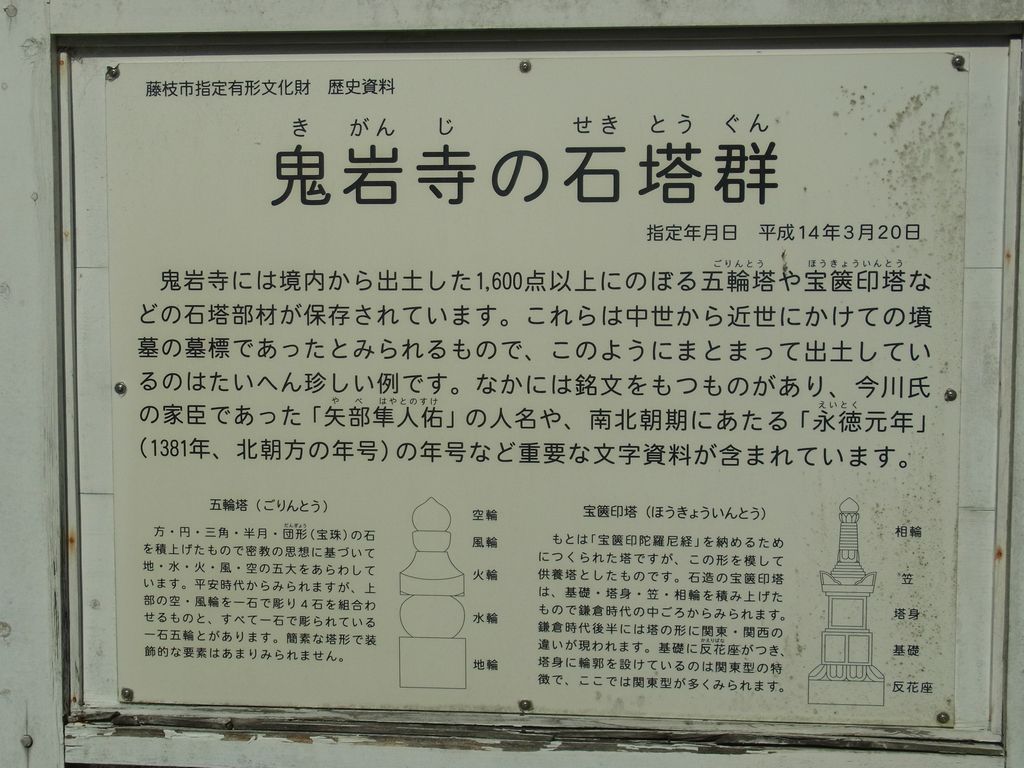 藤枝市指定有形文化財　歴史資料
き　がん　じ　　せき　とう　ぐん
鬼岩寺の石塔群
指定年月日　平成14年3月20日
ごりんとう　ほうきょういんとう
鬼岩寺には境内から出土した1,600点以上にのぼる五輪塔や宝篋印塔な
どの石塔部材が保存されています。これらは中世から近世にかけての墳
墓の墓標であったとみられるもので、このようにまとまって出土してい
るのはたいへん珍しい例です。なかには銘文をもつものがあり、今川氏
や　べ　はやとのすけ　えいとく
の家臣であった「矢部隼人佑」の人名や、南北朝期にあたる「永徳元年」
（1381年、北朝方の年号）の年号など重要な文字資料が含まれています。
五輪塔（ごりんとう）
だんぎょう
方・円・三角・半月・団形（宝珠）の石
を積上げたもので密教の思想に基づいて
地・水・火・風・空の五大をあらわして
います。平安時代からみられますが、上
部の空・風輪を一石で彫り４石を組合わ
せるものと、すべて一石で彫られている
一石五輪とがあります。簡素な塔形で装
飾的な要素はあまりみられません。
空輪
風輪
火輪
水輪
地輪
宝篋印塔（ほうきょういんとう）
もとは「宝篋印陀羅尼経」を納めるため
につくられた塔ですが、この形を模して
供養塔としたものです。石造の宝篋印塔
は、基礎・塔身・笠・相輪を積み上げた
もので鎌倉時代の中ごろからみられます。
鎌倉時代後半には塔の形に関東・関西の
かえりばな
違いが現われます。基礎に反花座がつき、
塔身に輪郭を設けているのは関東型の特
徴で、ここでは関東型が多くみられます。
相輪
笠
塔身
基礎
反花座